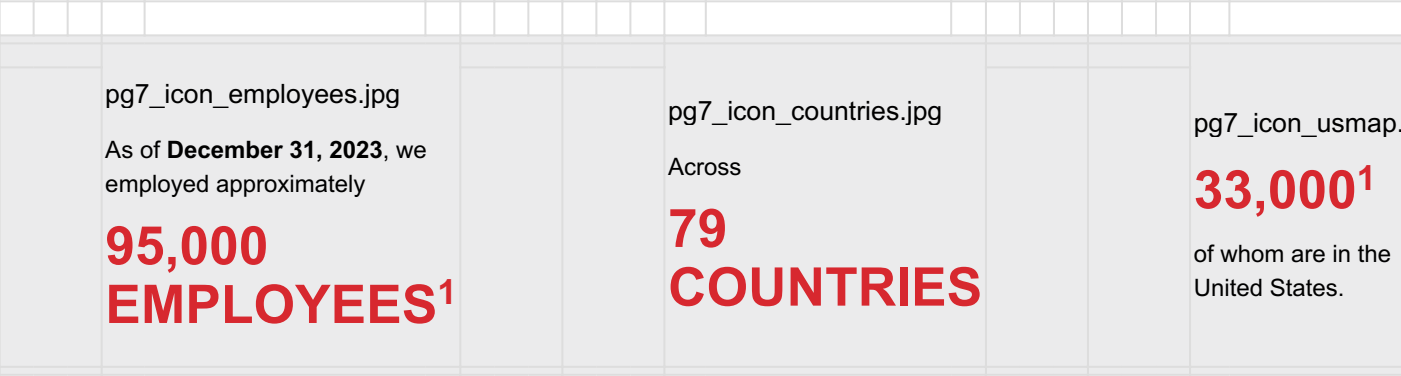 pg7_icon_employees.jpg
As of December 31, 2023, we
employed approximately
95,000
EMPLOYEES¹
pg7_icon_countries.jpg
Across
79
COUNTRIES
pg7_icon_usmap.
33,000¹
of whom are in the
United States.